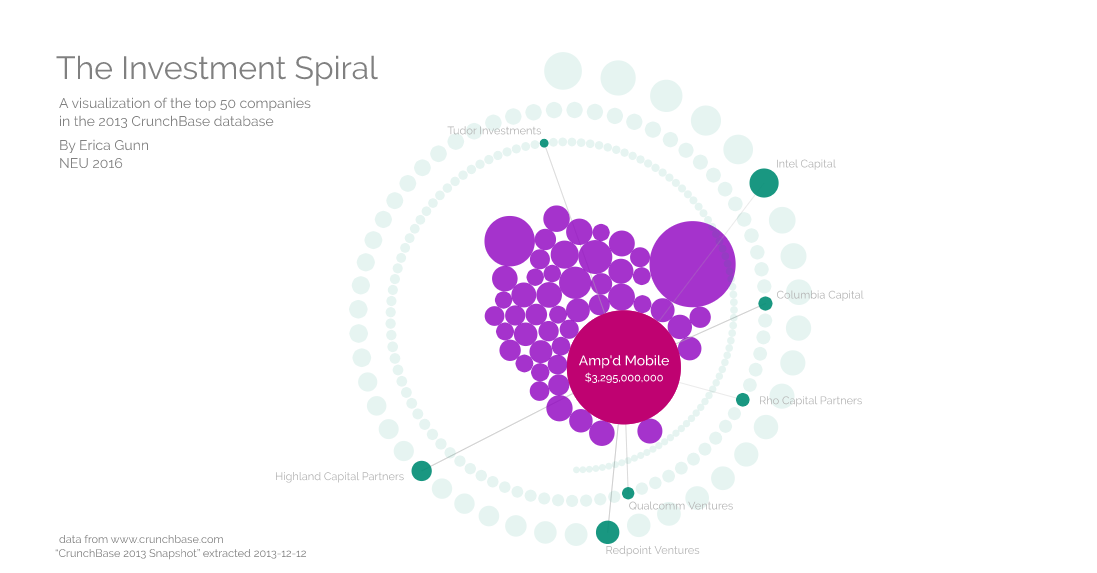 The Investment Spiral
A visualization of the top 50 companies
in the 2013 CrunchBase database
By Erica Gunn
NEU 2016
Tudor Investments
Intel Capital
Columbia Capital
Amp'd Mobile
$3,295,000,000
Rho Capital Partners
Highland Capital Partners
Qualcomm Ventures
Redpoint Ventures
data from www.crunchbase.com
"CrunchBase 2013 Snapshot" extracted 2013-12-12